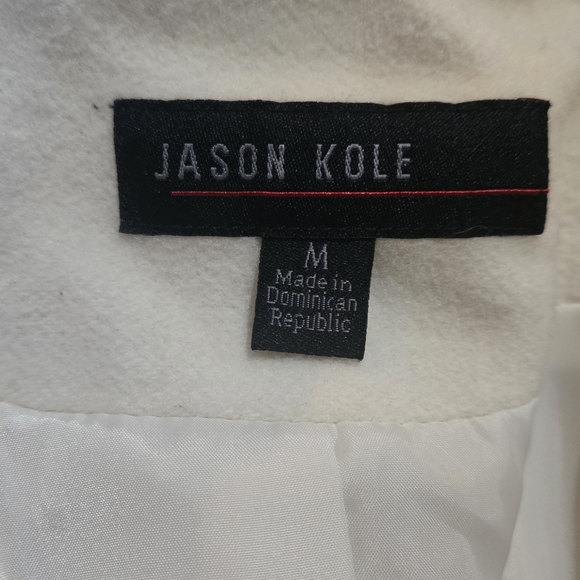 JASON KOLE
M
Made in
Dominican
Republic